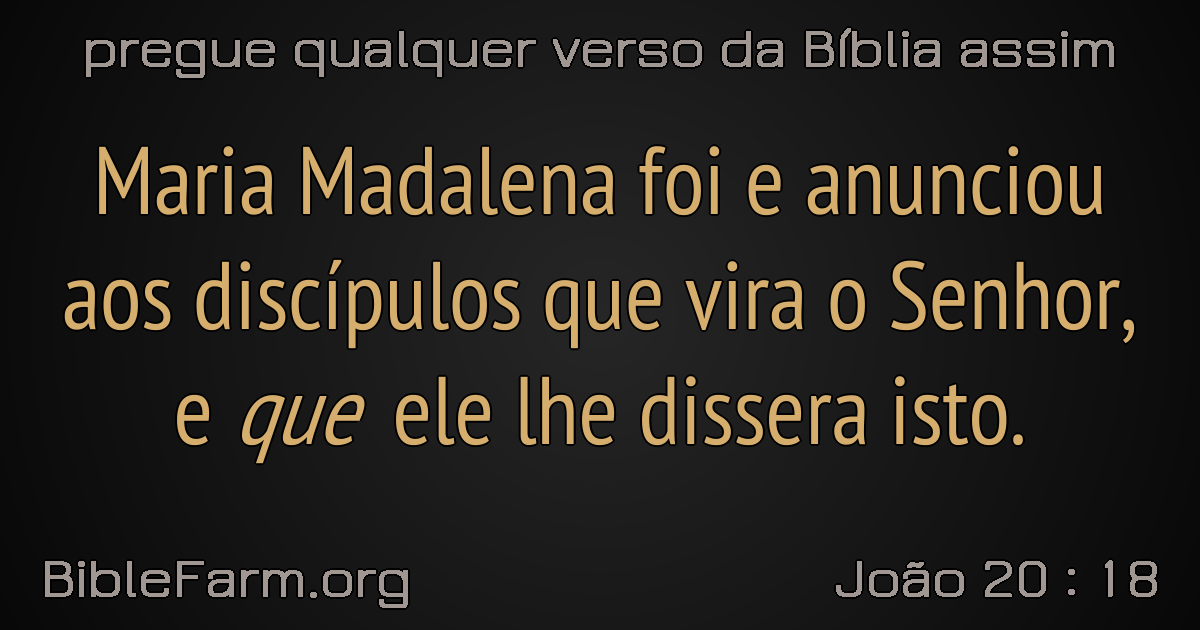 pregue qualquer verso da Bíblia assim
Maria Madalena foi e anunciou
aos discípulos que vira o Senhor,
e que ele lhe dissera isto.
BibleFarm.org
João 20 : 18